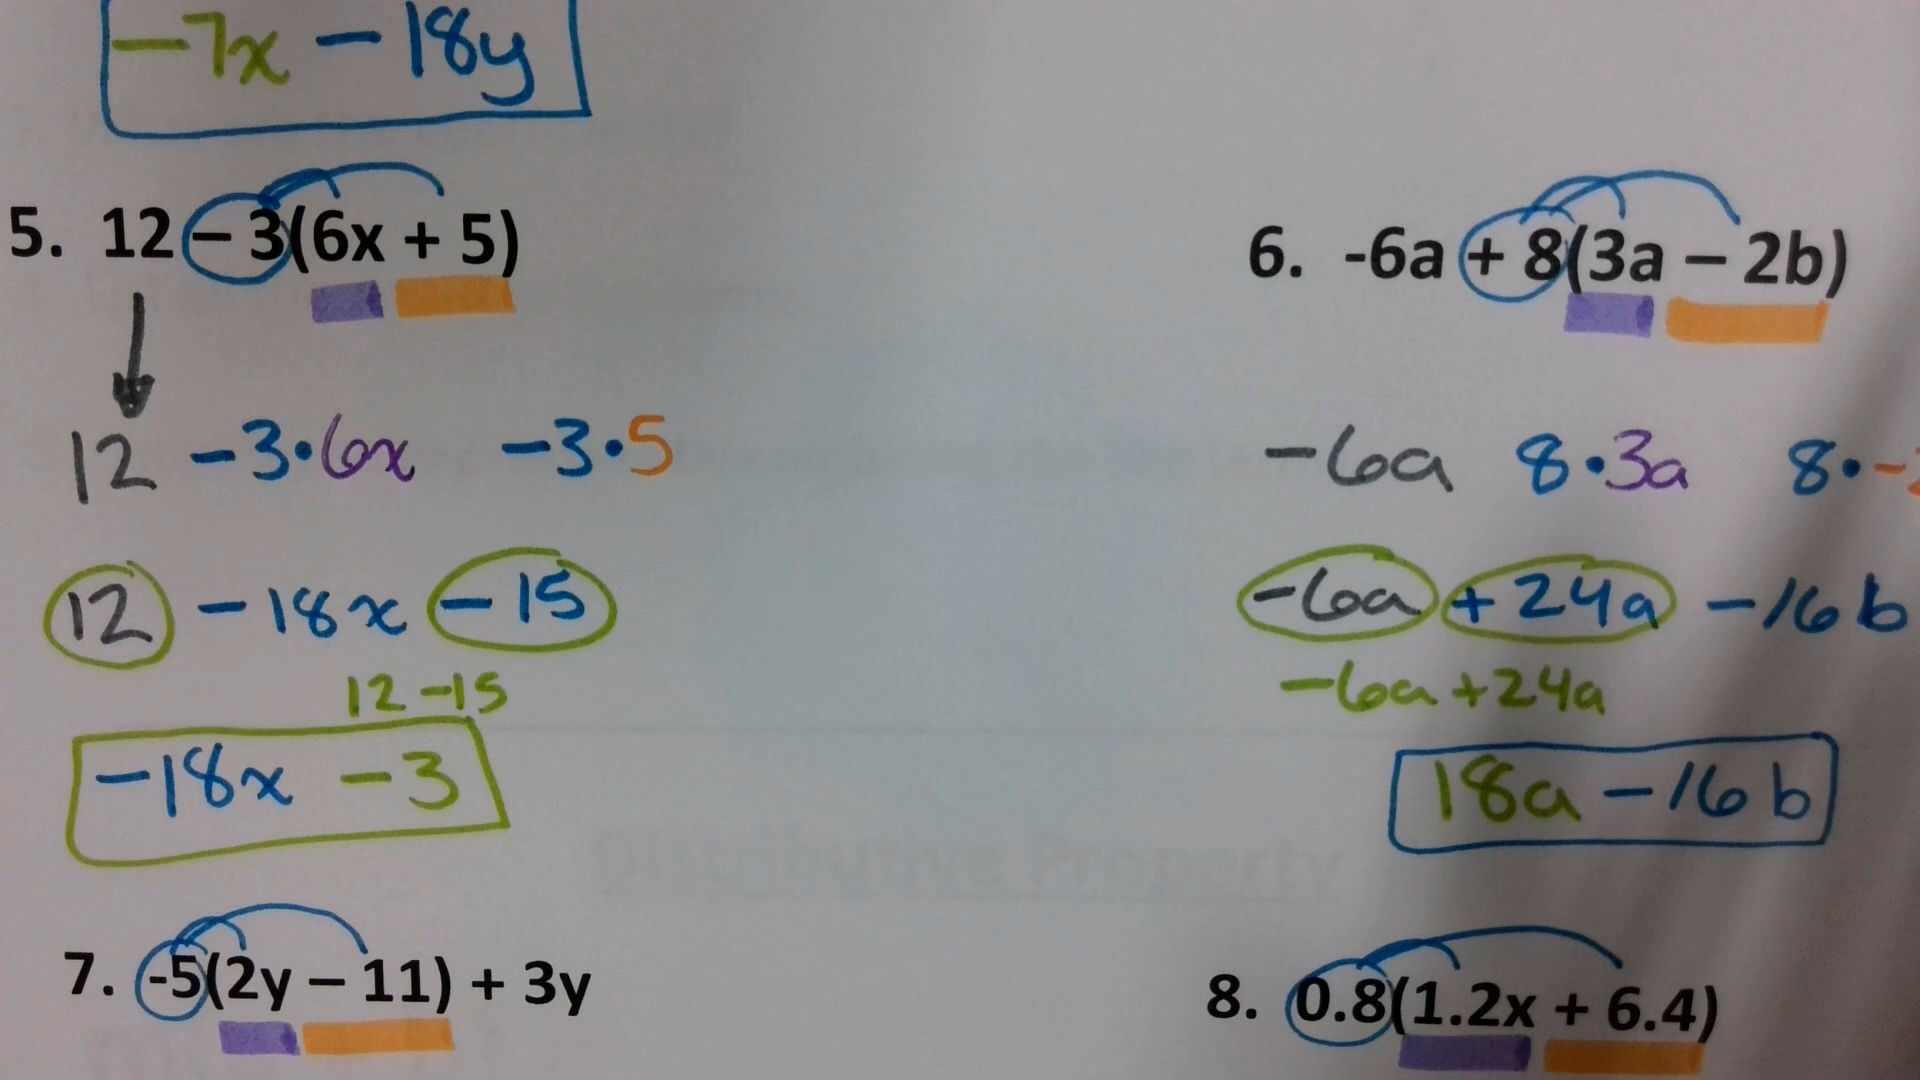 -7x - 18y
5. 12 – 3(6x + 5)
12 -3•6x -3•5
12 -18x -15
12-15
-18x -3
6. -6a + 8(3a – 2b)
-6a 8•3a 8•-
-6a +24a -16b
-6a+24a
18a -16b
Distributive Property
7. -5(2y – 11) + 3y
8. 0.8(1.2x + 6.4)